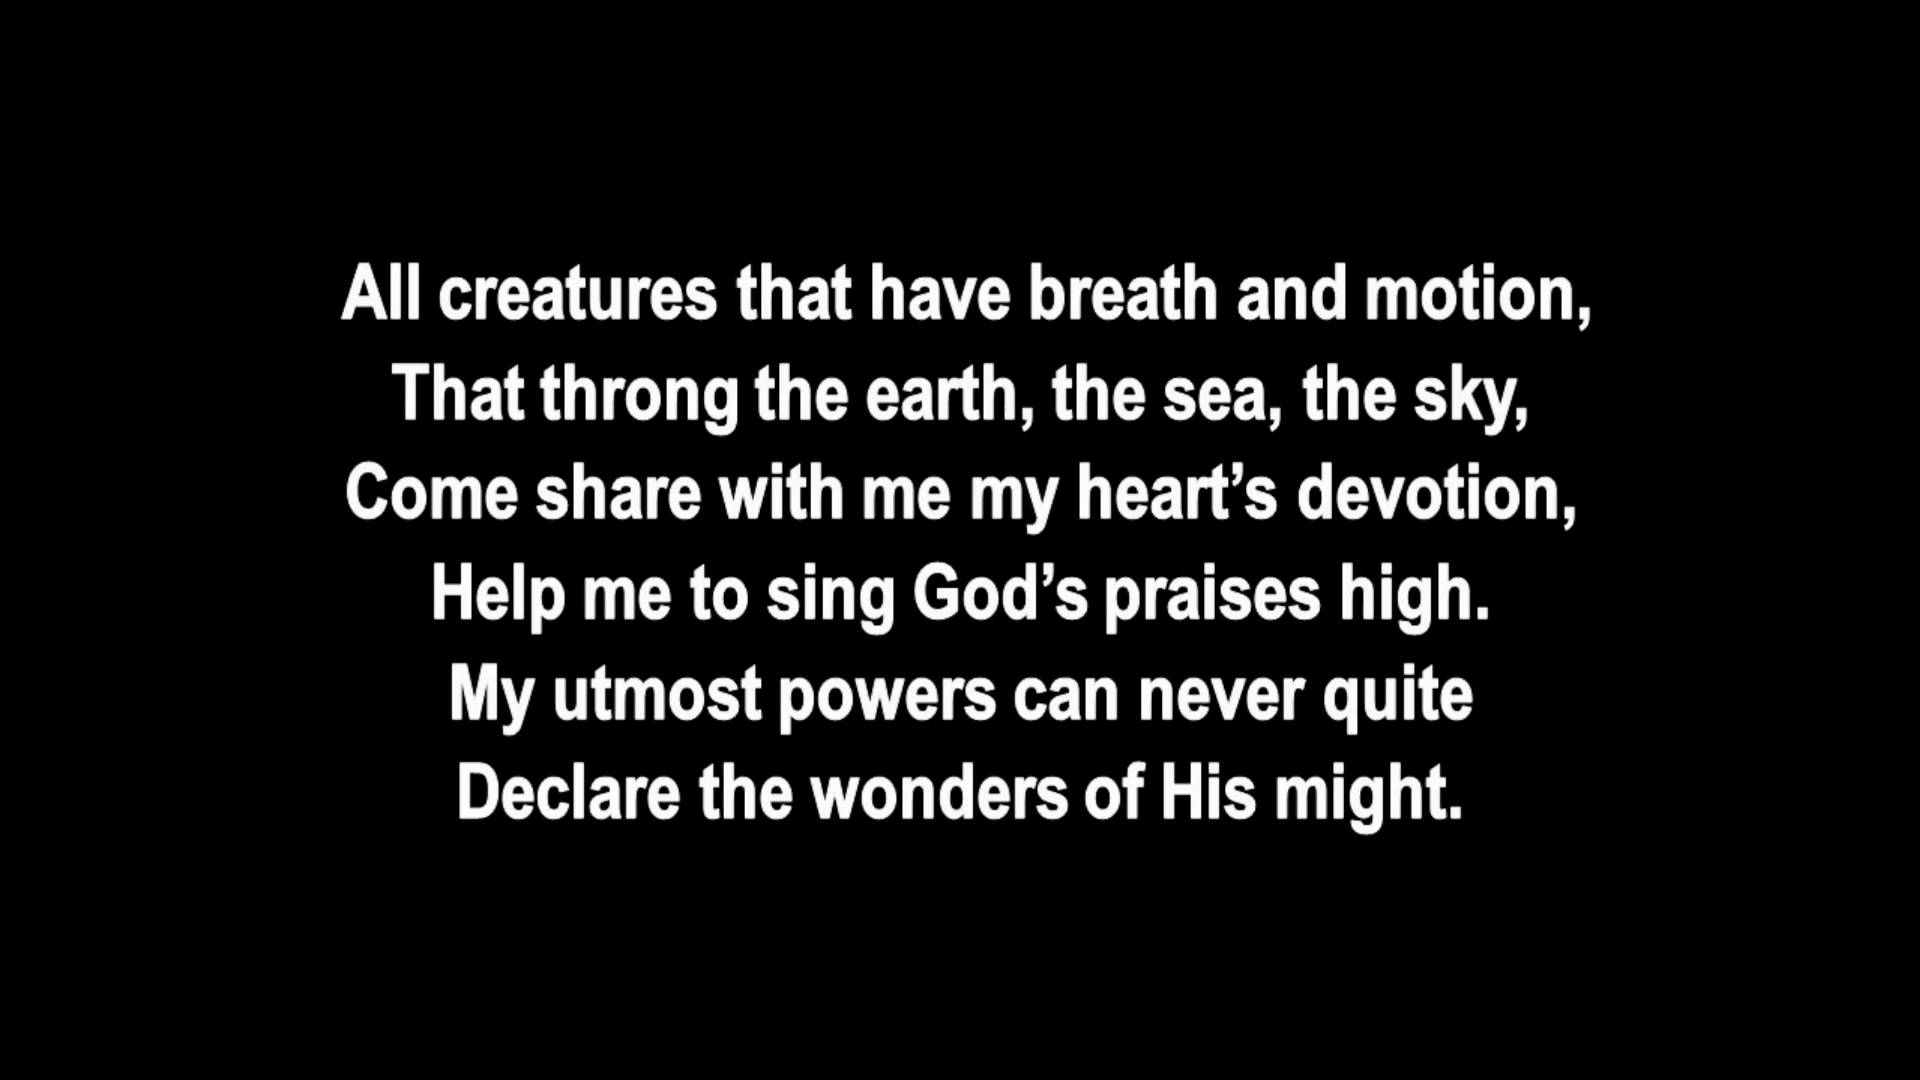 All creatures that have breath and motion,
That throng the earth, the sea, the sky,
Come share with me my heart’s devotion,
Help me to sing God’s praises high.
My utmost powers can never quite
Declare the wonders of His might.